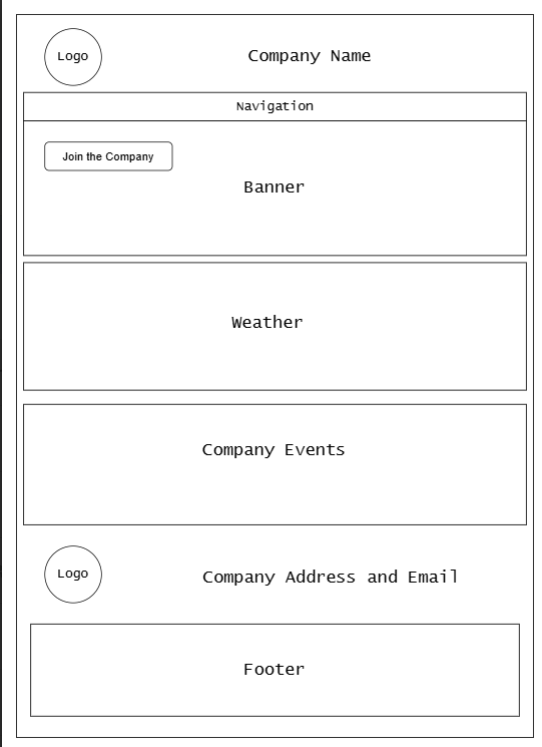 Logo
Company Name
Navigation
Join the Company
Banner
Weather
Company Events
Logo
Company Address and Email
Footer